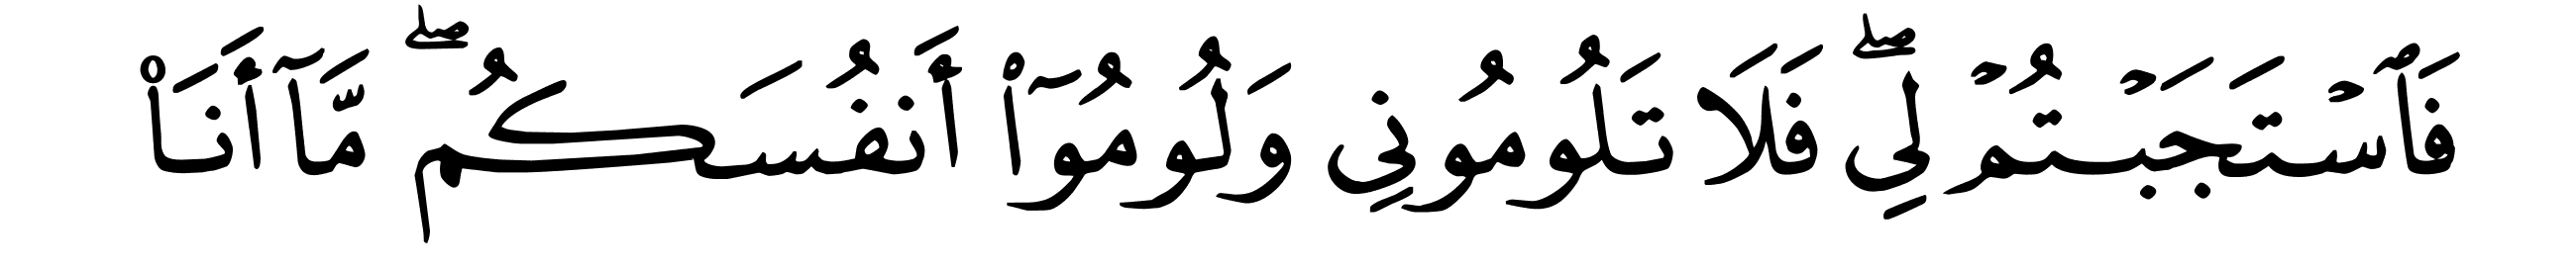 فَٱسْتَجَبْتُمْ لِيۖ فَلَا تَلُومُونِي وَلُومُوٓا۟ أَنفُسَكُمۖ مَّآ أَنَا۠